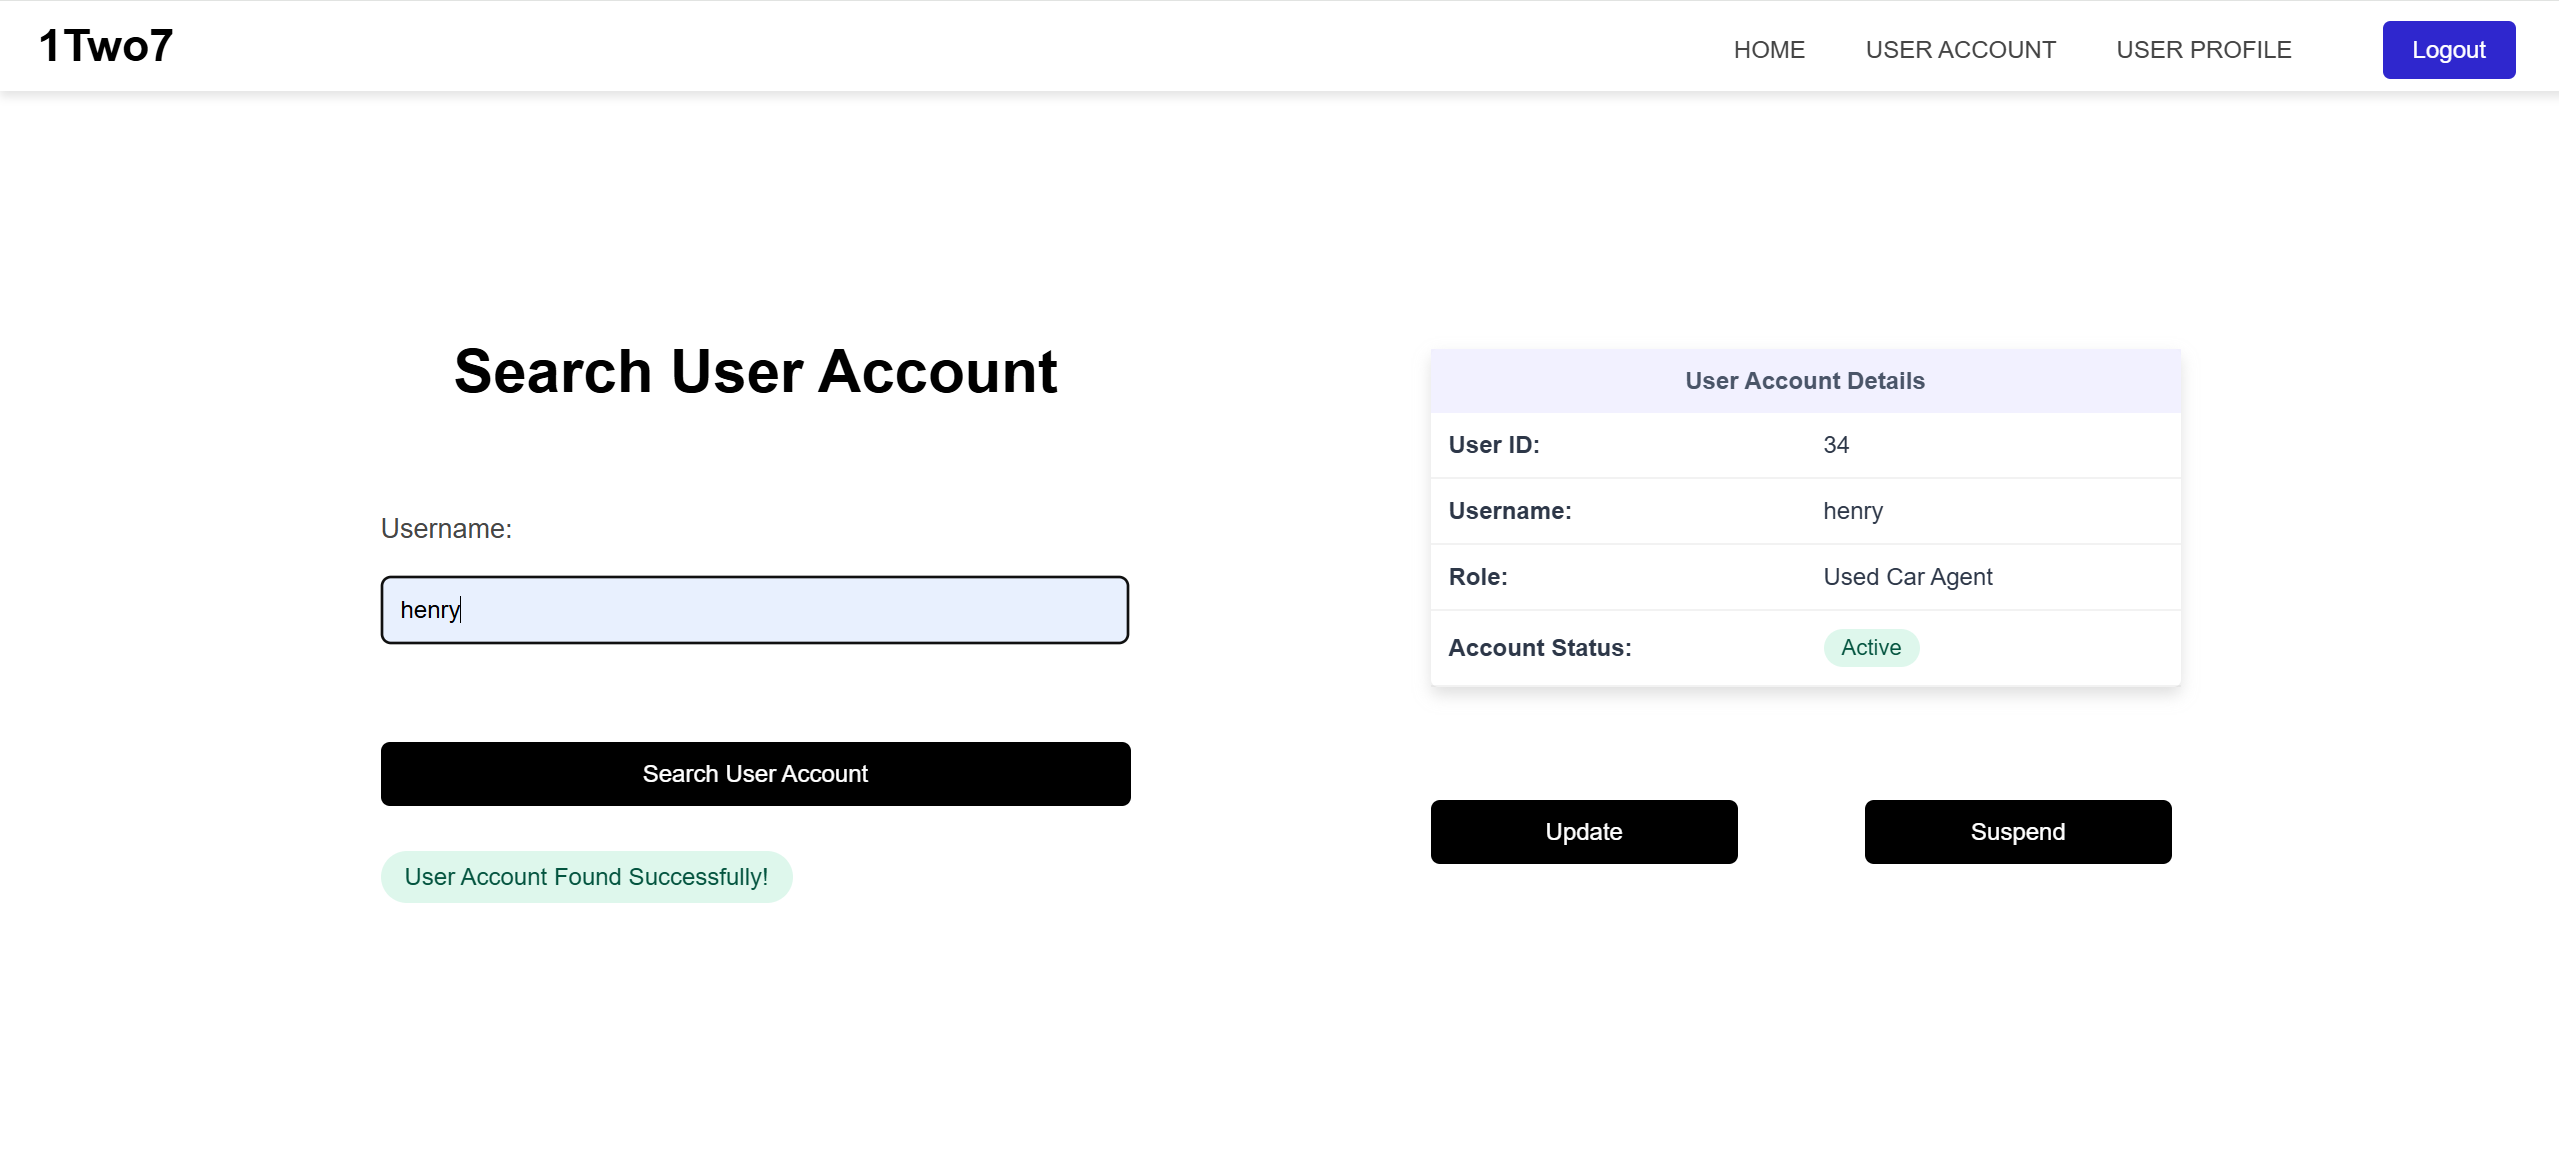 1Two7
HOME USER ACCOUNT USER PROFILE Logout
Search User Account
Username:
henry
Search User Account
User Account Found Successfully!
User Account Details
User ID: 34
Username: henry
Role: Used Car Agent
Account Status: Active
Update Suspend